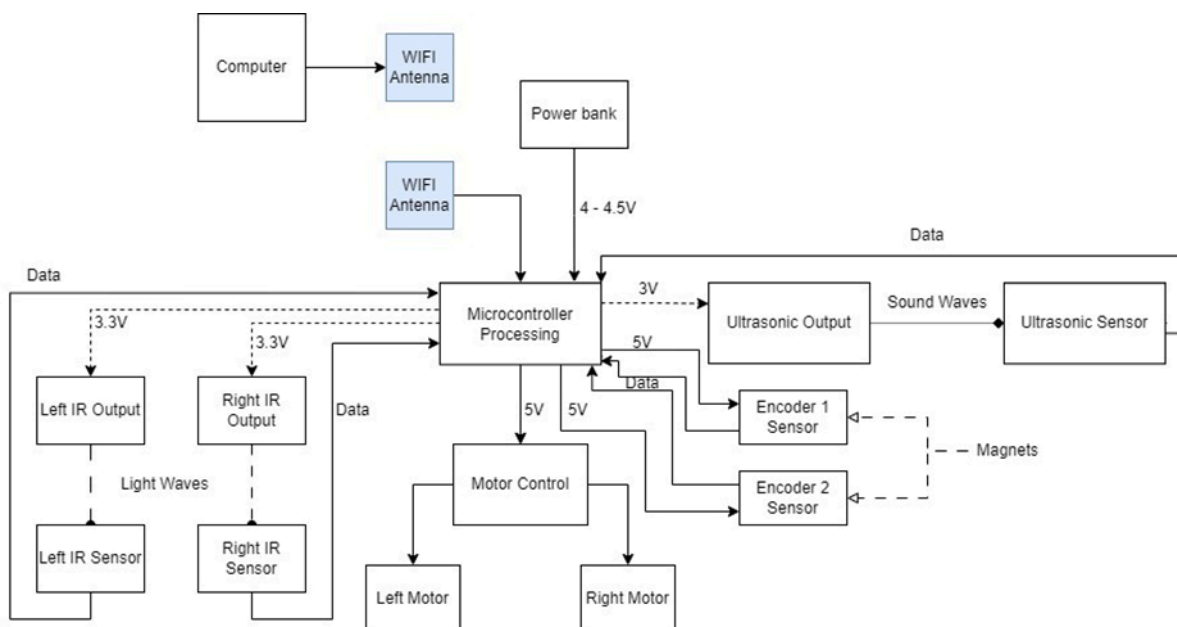 Computer
WIFI
Antenna
Power bank
WIFI
Antenna
4 - 4.5V
Data
Data
Microcontroller
Processing
3V
Ultrasonic Output
Sound Waves
Ultrasonic Sensor
3.3V
3.3V
5V
Data
Left IR Output
Right IR
Output
Data
5V
5V
Encoder 1
Sensor
Magnets
Light Waves
Motor Control
Encoder 2
Sensor
Left IR Sensor
Right IR
Sensor
Left Motor
Right Motor